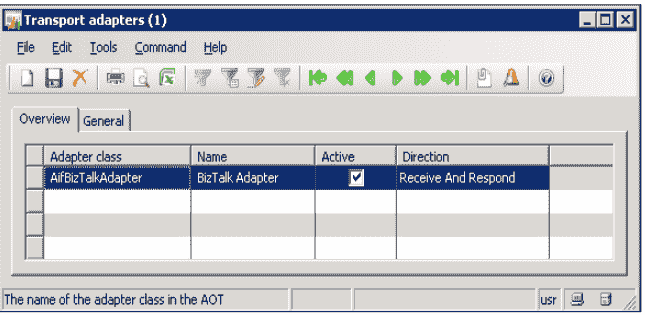 Transport adapters (1)
File Edit Tools Command Help
Overview General
Adapter class Name Active Direction
AifBizTalkAdapter BizTalk Adapter Receive And Respond
The name of the adapter class in the AOT usr